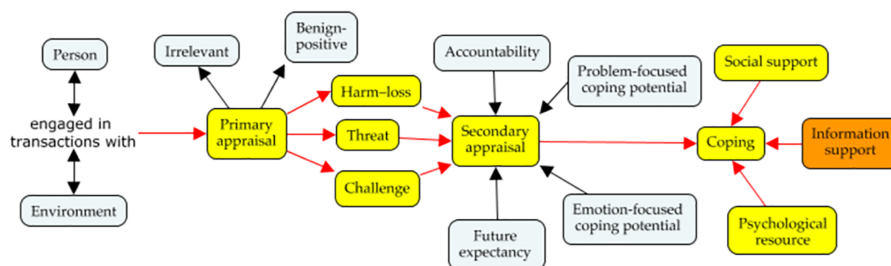 Person
engaged in
transactions with
Environment
Irrelevant
Benign-
positive
Primary
appraisal
Harm–loss
Threat
Challenge
Accountability
Problem-focused
coping potential
Secondary
appraisal
Future
expectancy
Emotion-focused
coping potential
Social support
Coping
Information
support
Psychological
resource